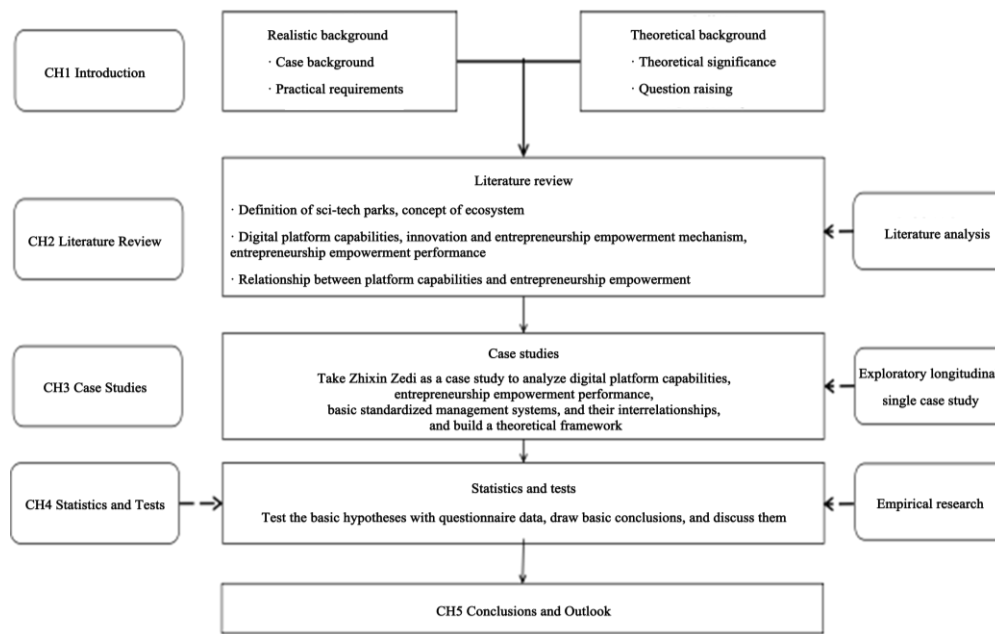 Realistic background
· Case background
· Practical requirements
Theoretical background
· Theoretical significance
· Question raising
CH1 Introduction
Literature review
· Definition of sci-tech parks, concept of ecosystem
· Digital platform capabilities, innovation and entrepreneurship empowerment mechanism,
entrepreneurship empowerment performance
· Relationship between platform capabilities and entrepreneurship empowerment
CH2 Literature Review
Literature analysis
Case studies
Take Zhixin Zedi as a case study to analyze digital platform capabilities,
entrepreneurship empowerment performance,
basic standardized management systems, and their interrelationships,
and build a theoretical framework
CH3 Case Studies
Exploratory longitudina
single case study
CH4 Statistics and Tests
Statistics and tests
Test the basic hypotheses with questionnaire data, draw basic conclusions, and discuss them
Empirical research
CH5 Conclusions and Outlook